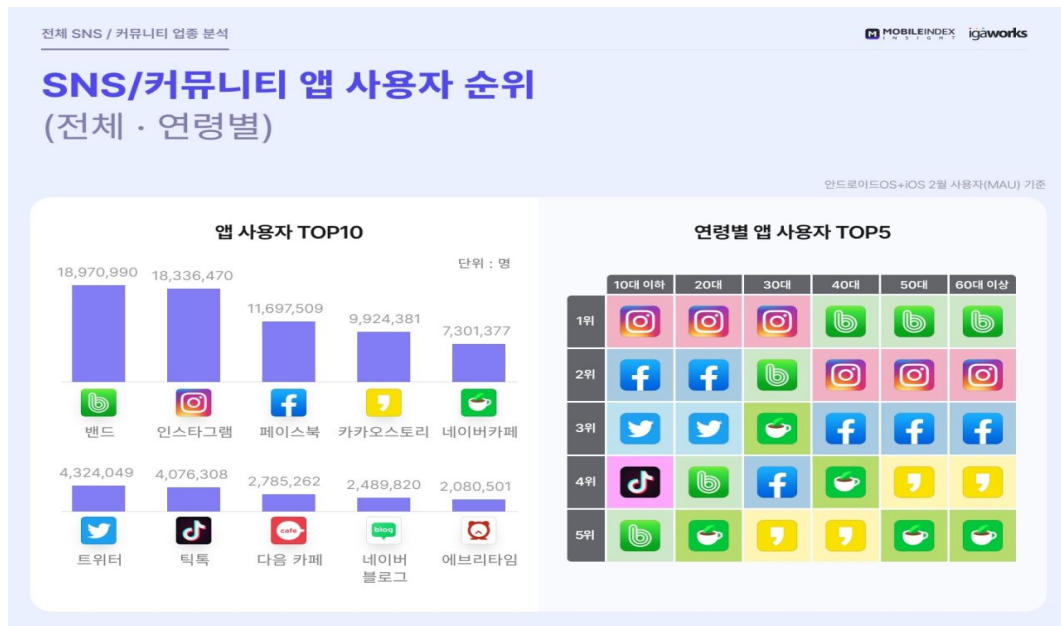 전체 SNS / 커뮤니티 업종 분석
MOBILEINDEX
INSIGHT
igaworks
SNS/커뮤니티 앱 사용자 순위
(전체 · 연령별)
안드로이드OS+iOS 2월 사용자(MAU) 기준
앱 사용자 TOP10
단위 : 명
18,970,990 18,336,470 11,697,509 9,924,381 7,301,377
밴드 인스타그램 페이스북 카카오스토리 네이버카페
4,324,049 4,076,308 2,785,262 2,489,820 2,080,501
cafe blog
트위터 틱톡 다음 카페 네이버 에브리타임
블로그
연령별 앱 사용자 TOP5
10대 이하 20대 30대 40대 50대 60대 이상
1위
2위
3위
4위
5위